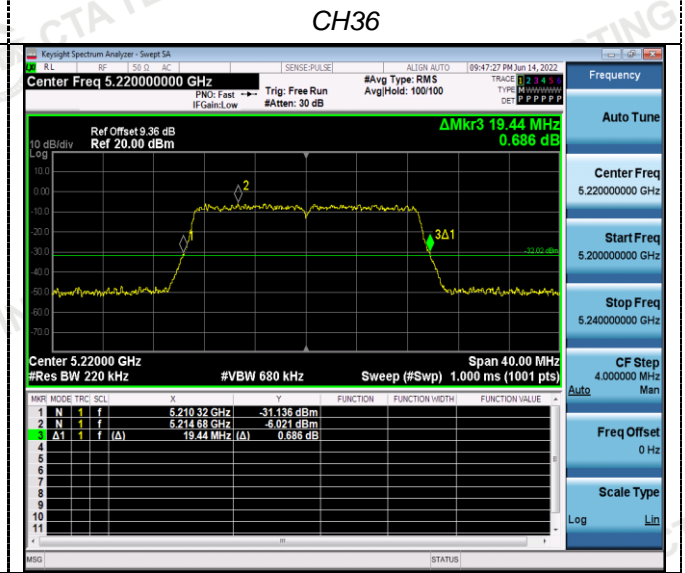 CH36
Keysight Spectrum Analyzer - Swept SA
RL RF 50 Ω AC SENSE:PULSE ALIGN AUTO 09:47:27 PM Jun 14, 2022
Center Freq 5.220000000 GHz #Avg Type: RMS TRACE 1 2 3 4 5 6
PNO: Fast Trig: Free Run Avg|Hold: 100/100 TYPE MWWWWW
IFGain:Low #Atten: 30 dB DET P P P P P P
ΔMkr3 19.44 MHz
0.686 dB
Ref Offset 9.36 dB
10 dB/div Ref 20.00 dBm
Log
10.0
0.00
-10.0
-20.0
-30.0
-40.0
-50.0
-60.0
-70.0
1
2
3Δ1
-32.02 dBm
Center 5.22000 GHz Span 40.00 MHz
#Res BW 220 kHz #VBW 680 kHz Sweep (#Swp) 1.000 ms (1001 pts)
MKR MODE TRC SCL X Y FUNCTION FUNCTION WIDTH FUNCTION VALUE
1 N 1 f 5.210 32 GHz -31.136 dBm
2 N 1 f 5.214 68 GHz -6.021 dBm
3 Δ1 1 f (Δ) 19.44 MHz (Δ) 0.686 dB
4
5
6
7
8
9
10
11
MSG STATUS
Frequency
Auto Tune
Center Freq
5.220000000 GHz
Start Freq
5.200000000 GHz
Stop Freq
5.240000000 GHz
CF Step
4.000000 MHz
Auto Man
Freq Offset
0 Hz
Scale Type
Log Lin